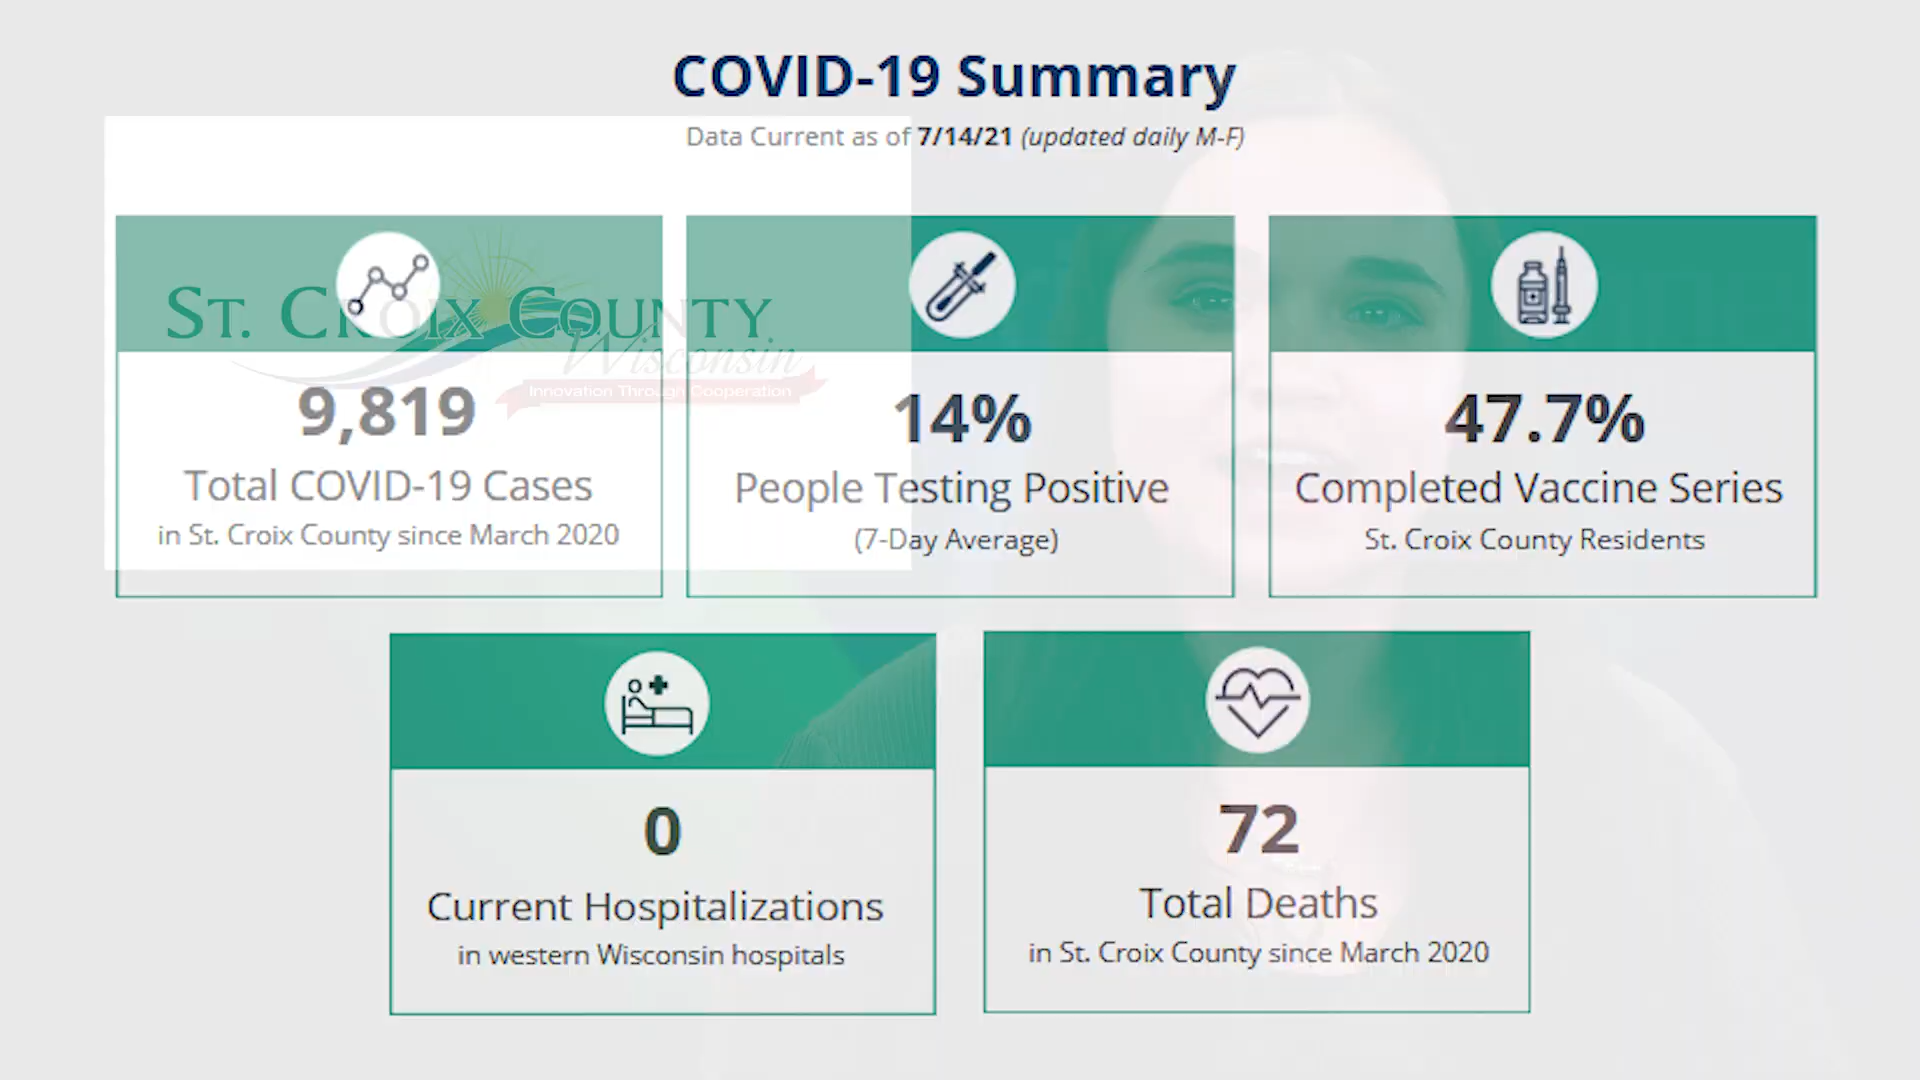 COVID-19 Summary
Data Current as of 7/14/21 (updated daily M-F)
ST. CROIX COUNTY
Wisconsin
Innovation Through Cooperation
9,819
Total COVID-19 Cases
in St. Croix County since March 2020
14%
People Testing Positive
(7-Day Average)
47.7%
Completed Vaccine Series
St. Croix County Residents
0
Current Hospitalizations
in western Wisconsin hospitals
72
Total Deaths
in St. Croix County since March 2020